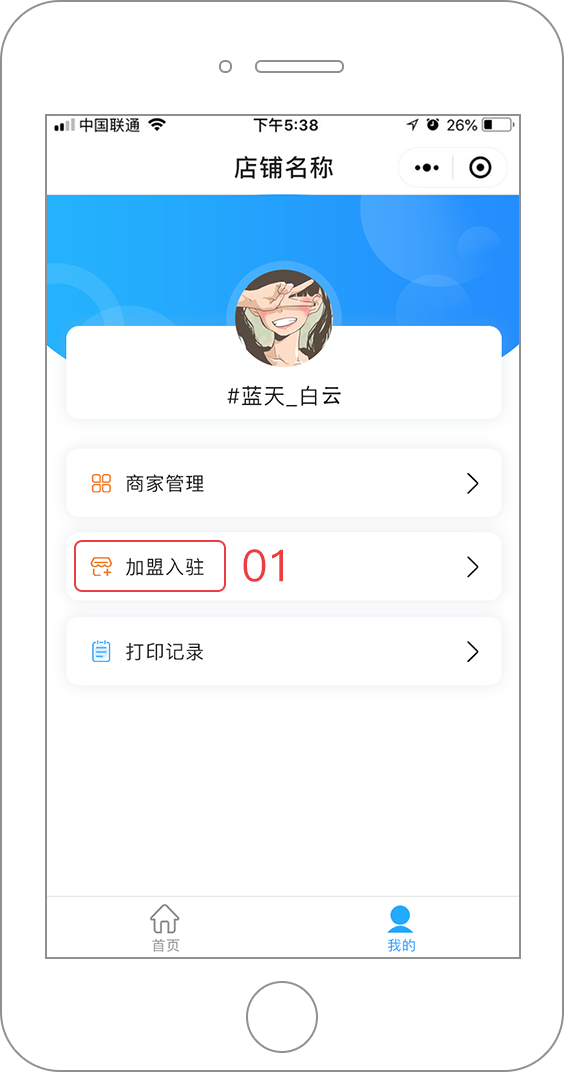 中国联通 下午5:38 26%
店铺名称
#蓝天_白云
商家管理
加盟入驻 01
打印记录
首页 我的